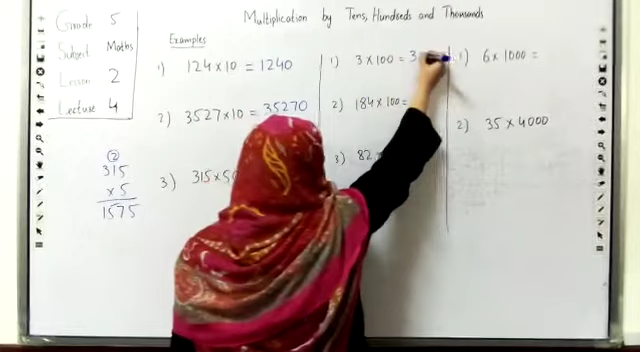 Multiplication by Tens, Hundreds and Thousands
Grade 5
Subject Maths
Lesson 2
Lecture 4
2
315
× 5
1575
Examples
1) 124 × 10 = 1240
2) 3527 × 10 = 35270
3) 315 × 5
1) 3 × 100 = 3
2) 184 × 100 =
3) 82
1) 6 × 1000 =
2) 35 × 4000